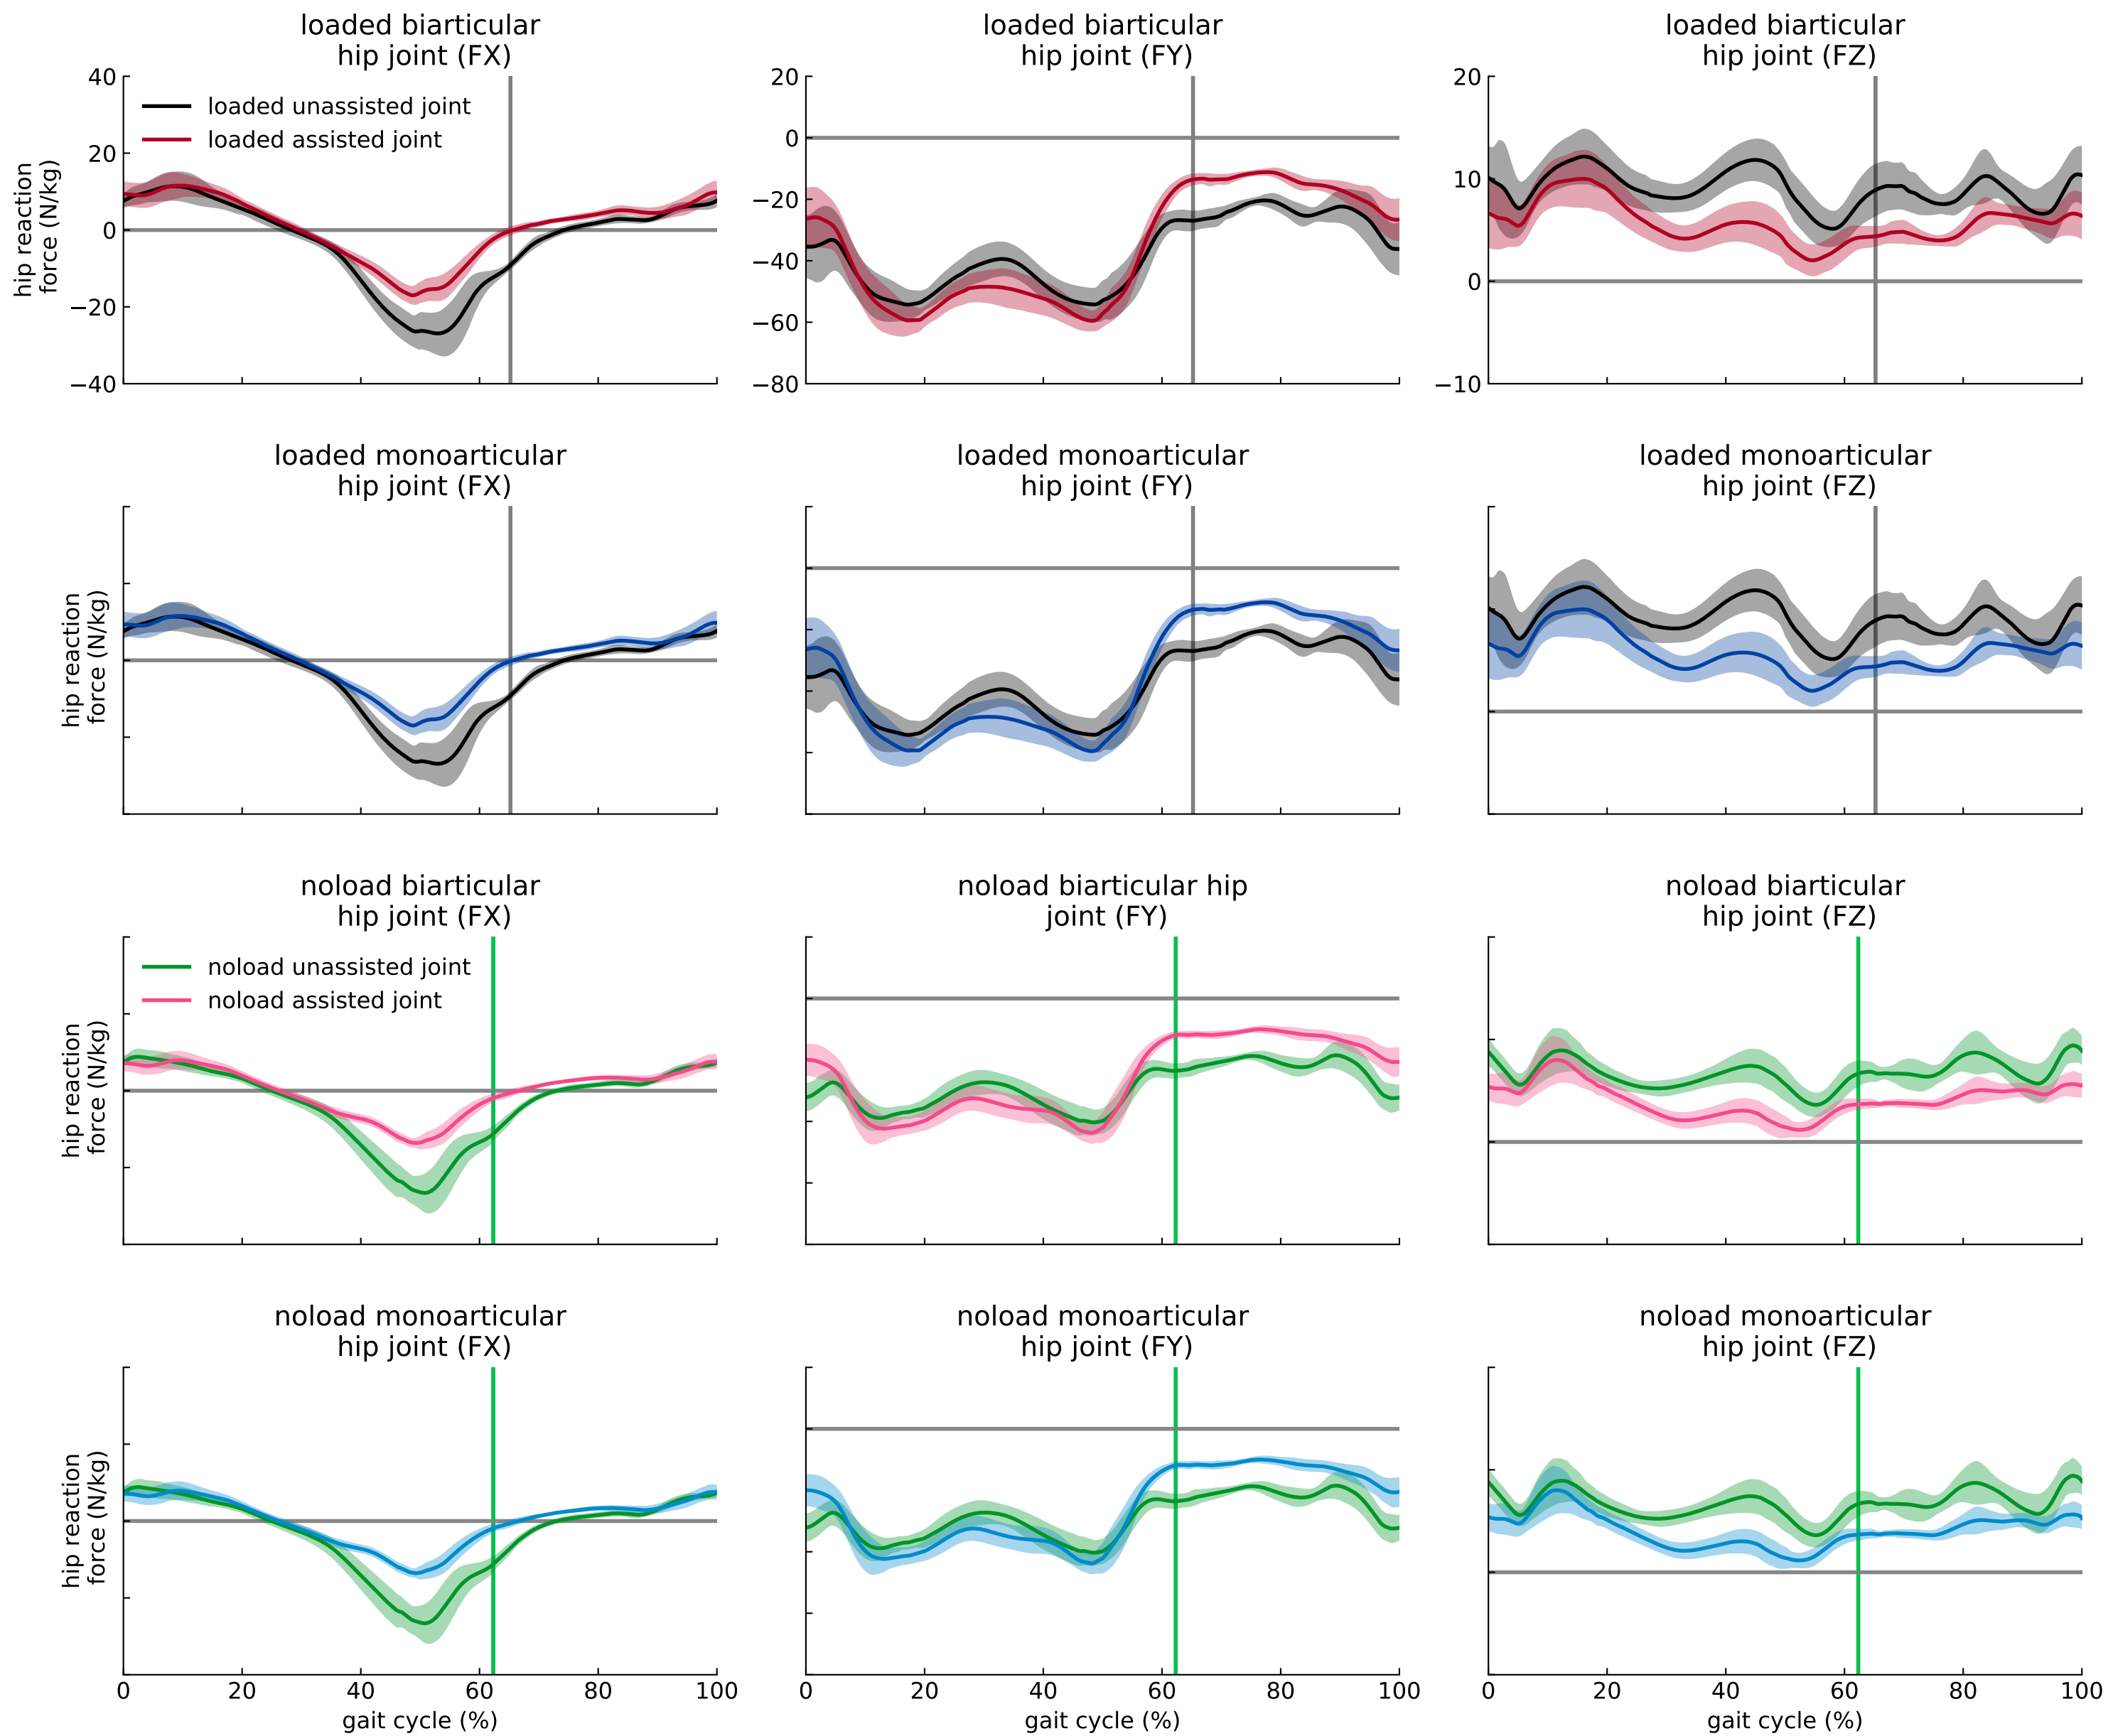 loaded biarticular
hip joint (FX)
loaded biarticular
hip joint (FY)
loaded biarticular
hip joint (FZ)
hip reaction
force (N/kg)
40
20
0
−20
−40
loaded unassisted joint
loaded assisted joint
20
0
−20
−40
−60
−80
20
10
0
−10
loaded monoarticular
hip joint (FX)
loaded monoarticular
hip joint (FY)
loaded monoarticular
hip joint (FZ)
hip reaction
force (N/kg)
noload biarticular
hip joint (FX)
noload biarticular hip
joint (FY)
noload biarticular
hip joint (FZ)
hip reaction
force (N/kg)
noload unassisted joint
noload assisted joint
noload monoarticular
hip joint (FX)
noload monoarticular
hip joint (FY)
noload monoarticular
hip joint (FZ)
hip reaction
force (N/kg)
0 20 40 60 80 100
gait cycle (%)
0 20 40 60 80 100
gait cycle (%)
0 20 40 60 80 100
gait cycle (%)